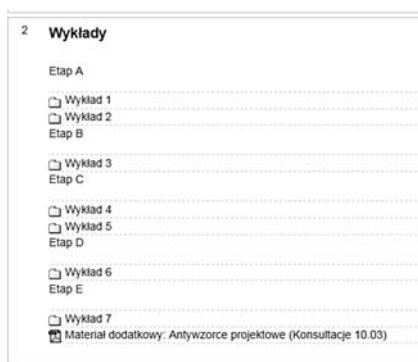 2 Wykłady
Etap A
Wykład 1
Wykład 2
Etap B
Wykład 3
Etap C
Wykład 4
Wykład 5
Etap D
Wykład 6
Etap E
Wykład 7
Materiał dodatkowy: Antywzorce projektowe (Konsultacje 10.03)